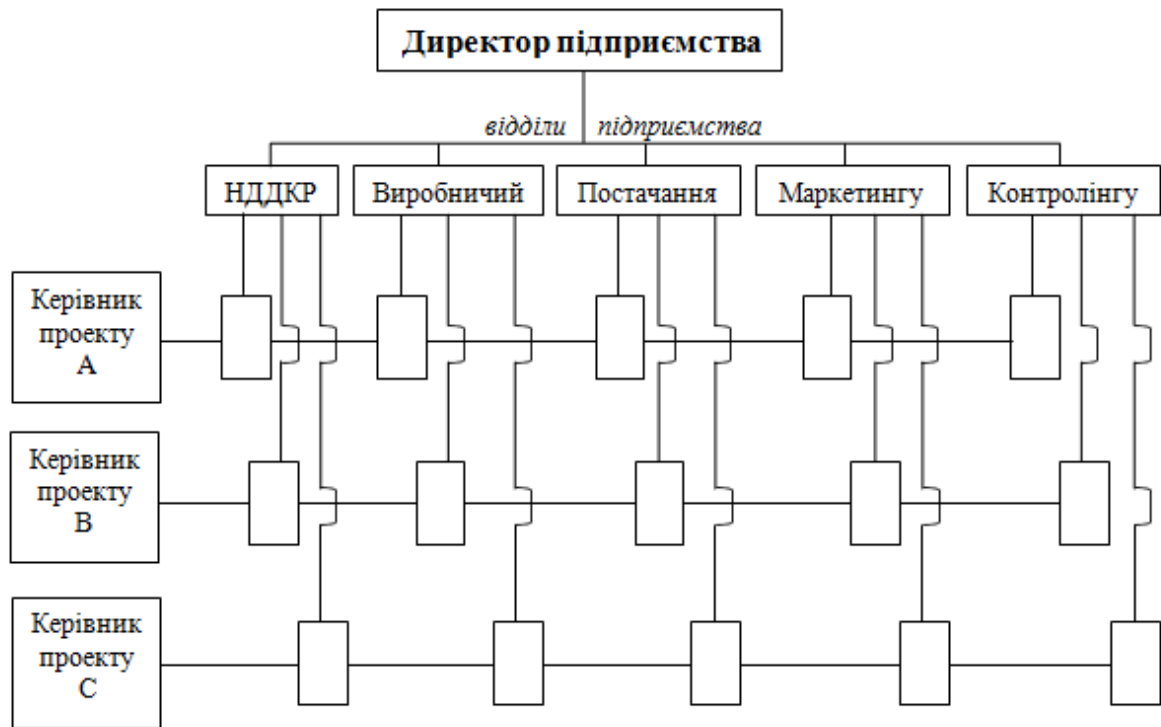 Директор підприємства
відділи підприємства
НДДКР
Виробничий
Постачання
Маркетингу
Контролінгу
Керівник
проекту
А
Керівник
проекту
В
Керівник
проекту
С